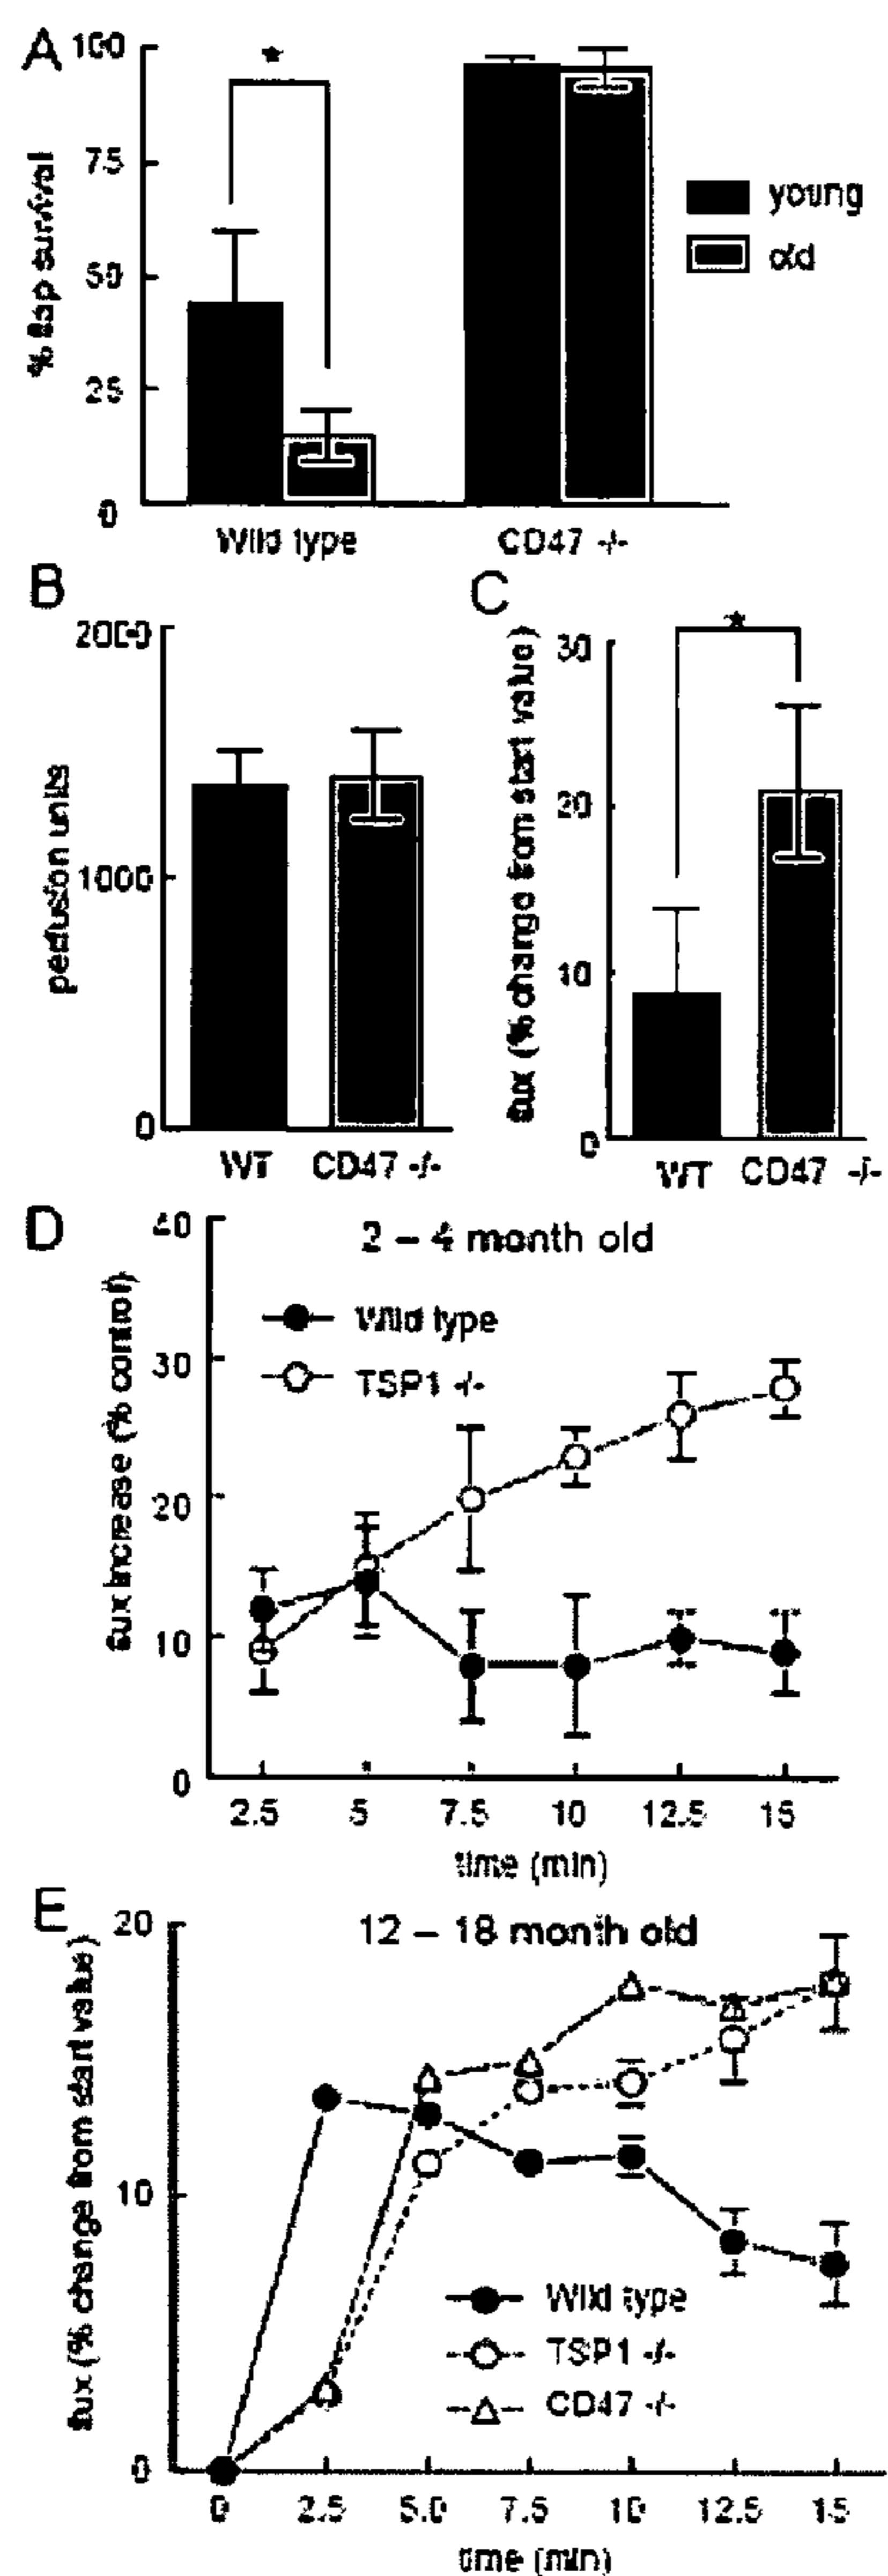 A
100
75
50
25
0
% flap survival
*
young
old
Wild type
CD47 -/-
B
2000
1000
0
perfusion units
WT
CD47 -/-
C
30
20
10
0
flux (% change from start value)
*
WT
CD47 -/-
D
2 – 4 month old
40
30
20
10
0
flux increase (% control)
Wild type
TSP1 -/-
2.5
5
7.5
10
12.5
15
time (min)
E
12 – 18 month old
20
10
0
flux (% change from start value)
Wild type
TSP1 -/-
CD47 -/-
0
2.5
5.0
7.5
10
12.5
15
time (min)